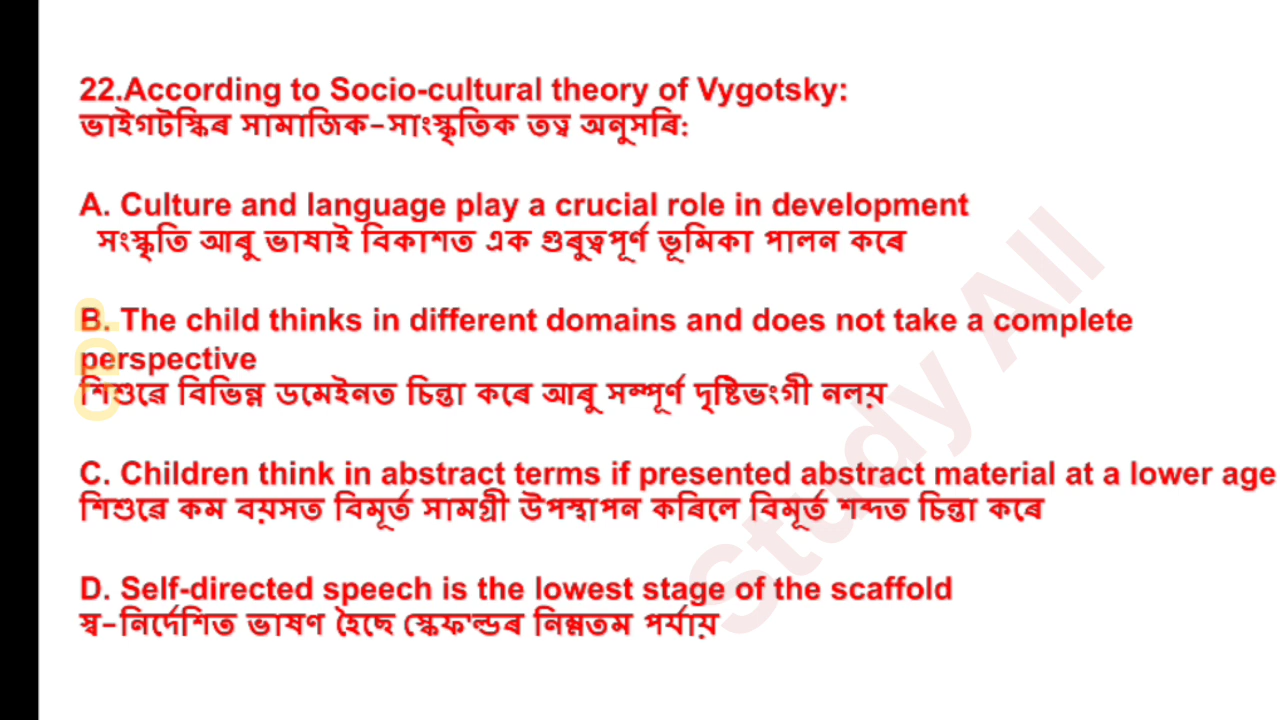 22.According to Socio-cultural theory of Vygotsky:
ভাইগটস্কিৰ সামাজিক-সাংস্কৃতিক তত্ব অনুসৰি:
A. Culture and language play a crucial role in development
সংস্কৃতি আৰু ভাষাই বিকাশত এক গুৰুত্বপূৰ্ণ ভূমিকা পালন কৰে
B. The child thinks in different domains and does not take a complete
perspective
শিশুৱে বিভিন্ন ডমেইনত চিন্তা কৰে আৰু সম্পূৰ্ণ দৃষ্টিভংগী নলয়
C. Children think in abstract terms if presented abstract material at a lower age
শিশুৱে কম বয়সত বিমূৰ্ত সামগ্ৰী উপস্থাপন কৰিলে বিমূৰ্ত শব্দত চিন্তা কৰে
D. Self-directed speech is the lowest stage of the scaffold
স্ব-নিৰ্দেশিত ভাষণ হৈছে স্কেফ'ল্ডৰ নিম্নতম পৰ্যায়
Study All
CDP